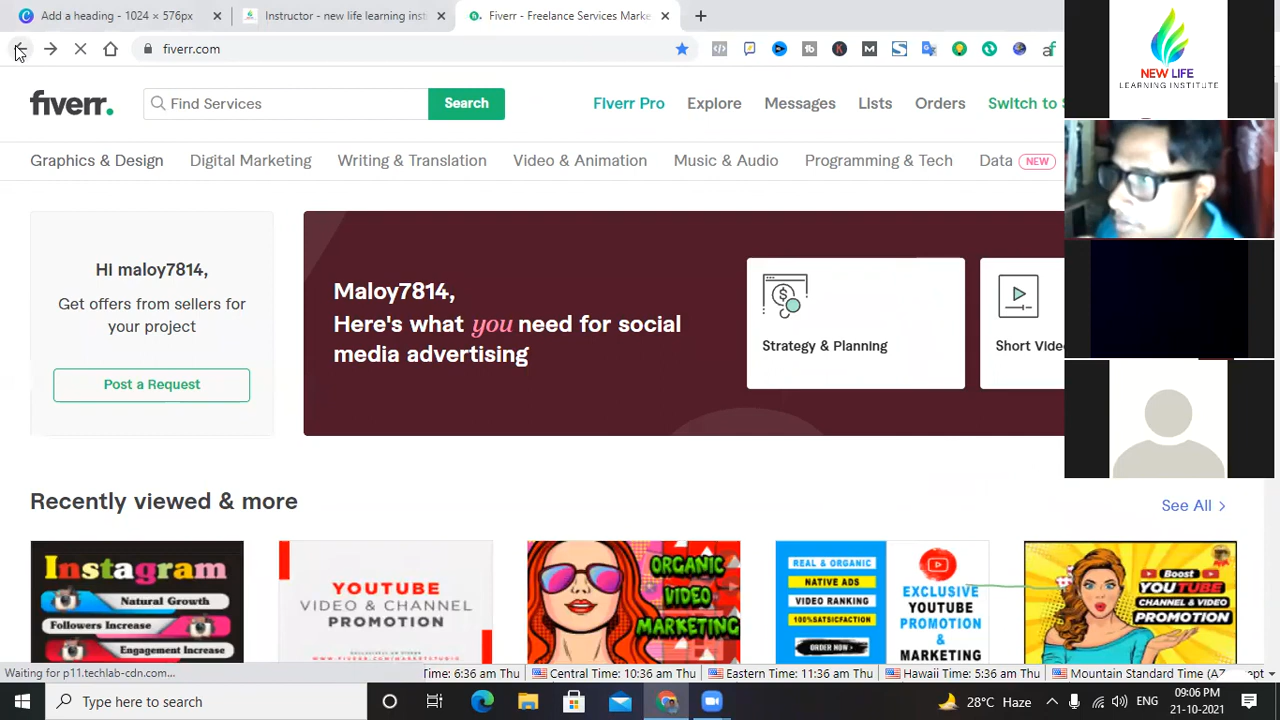 Add a heading - 1024 × 576px
Instructor - new life learning inst
Fiverr - Freelance Services Marke
fiverr.com
NEW LIFE
LEARNING INSTITUTE
fiverr.
Find Services
Search
Fiverr Pro
Explore
Messages
Lists
Orders
Switch to S
Graphics & Design
Digital Marketing
Writing & Translation
Video & Animation
Music & Audio
Programming & Tech
Data
NEW
Hi maloy7814,
Get offers from sellers for
your project
Post a Request
Maloy7814,
Here's what you need for social
media advertising
Strategy & Planning
Short Vide
Recently viewed & more
See All
Instagram
Natural Growth
Followers Increase
Engagement Increase
YOUTUBE
VIDEO & CHANNEL
PROMOTION
ORGANIC
VIDEO
MARKETING
REAL & ORGANIC
NATIVE ADS
VIDEO RANKING
100%SATISCFACTION
ORDER NOW
EXCLUSIVE
YOUTUBE
PROMOTION
&
MARKETING
Boost
YOUTUBE
CHANNEL & VIDEO
PROMOTION
Waiting for p11.techlab-cdn.com...
Time: 6:36 am Thu
Central Time: 10:36 am Thu
Eastern Time: 11:36 am Thu
Hawaii Time: 5:36 am Thu
Mountain Standard Time (AZ
ept
Type here to search
28°C Haze
ENG
09:06 PM
21-10-2021